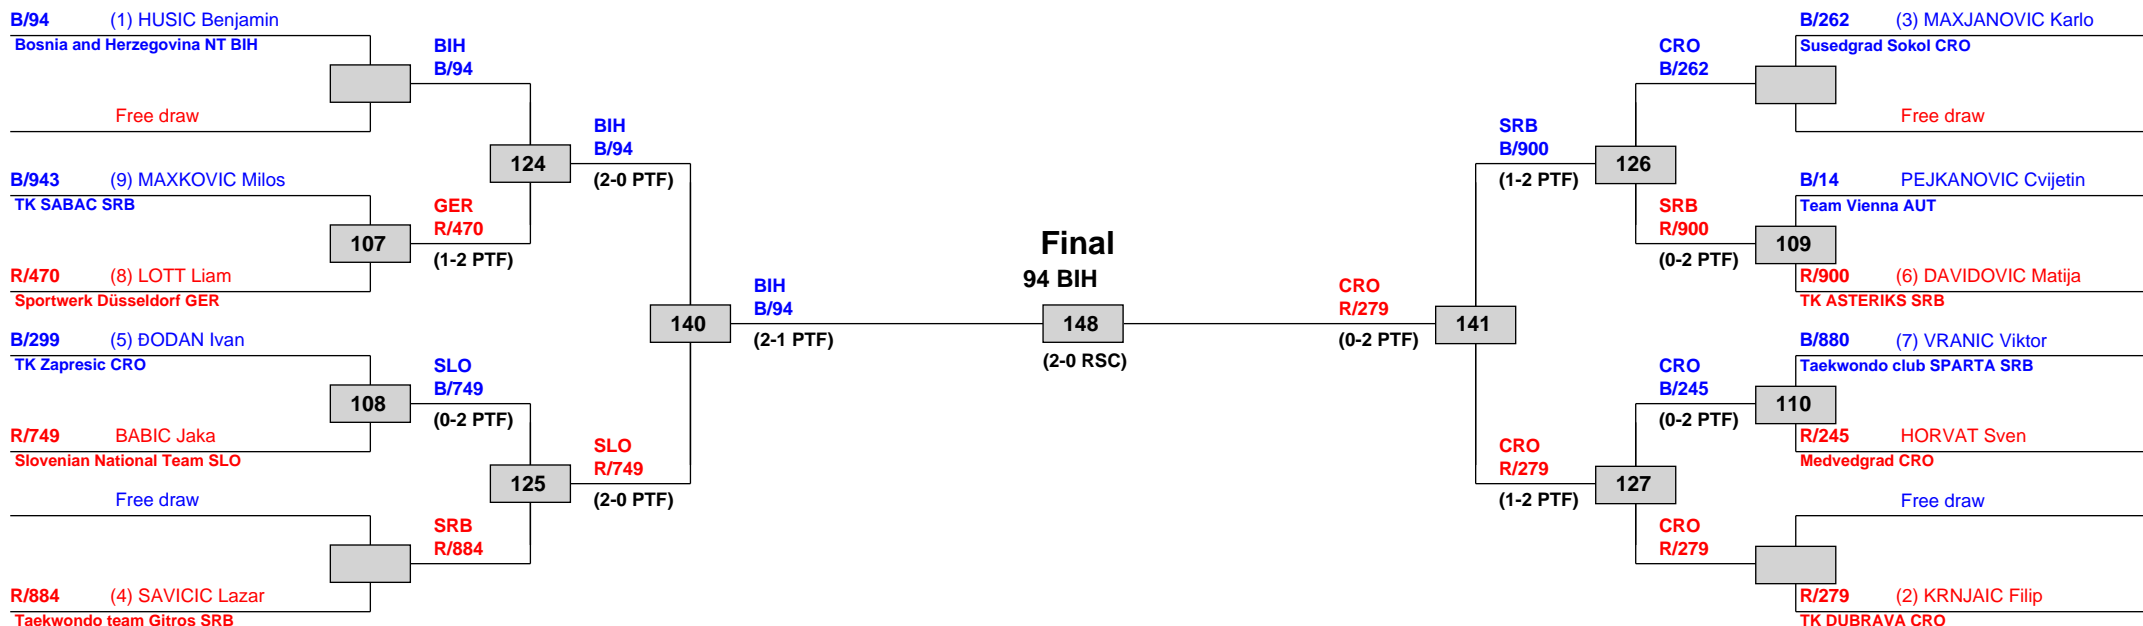 B/94 (1) HUSIC Benjamin
Bosnia and Herzegovina NT BIH
Free draw
B/943 (9) MAXKOVIC Milos
TK SABAC SRB
R/470 (8) LOTT Liam
Sportwerk Düsseldorf GER
B/299 (5) ĐODAN Ivan
TK Zapresic CRO
R/749 BABIC Jaka
Slovenian National Team SLO
Free draw
R/884 (4) SAVICIC Lazar
Taekwondo team Gitros SRB
107
108
BIH
B/94
GER
R/470
(1-2 PTF)
SLO
B/749
(0-2 PTF)
SRB
R/884
124
125
BIH
B/94
(2-0 PTF)
SLO
R/749
(2-0 PTF)
140
BIH
B/94
(2-1 PTF)
Final
94 BIH
148
(2-0 RSC)
CRO
R/279
(0-2 PTF)
141
SRB
B/900
(1-2 PTF)
CRO
R/279
(1-2 PTF)
126
127
CRO
B/262
SRB
R/900
(0-2 PTF)
CRO
B/245
(0-2 PTF)
CRO
R/279
109
110
B/262 (3) MAXJANOVIC Karlo
Susedgrad Sokol CRO
Free draw
B/14 PEJKANOVIC Cvijetin
Team Vienna AUT
R/900 (6) DAVIDOVIC Matija
TK ASTERIKS SRB
B/880 (7) VRANIC Viktor
Taekwondo club SPARTA SRB
R/245 HORVAT Sven
Medvedgrad CRO
Free draw
R/279 (2) KRNJAIC Filip
TK DUBRAVA CRO